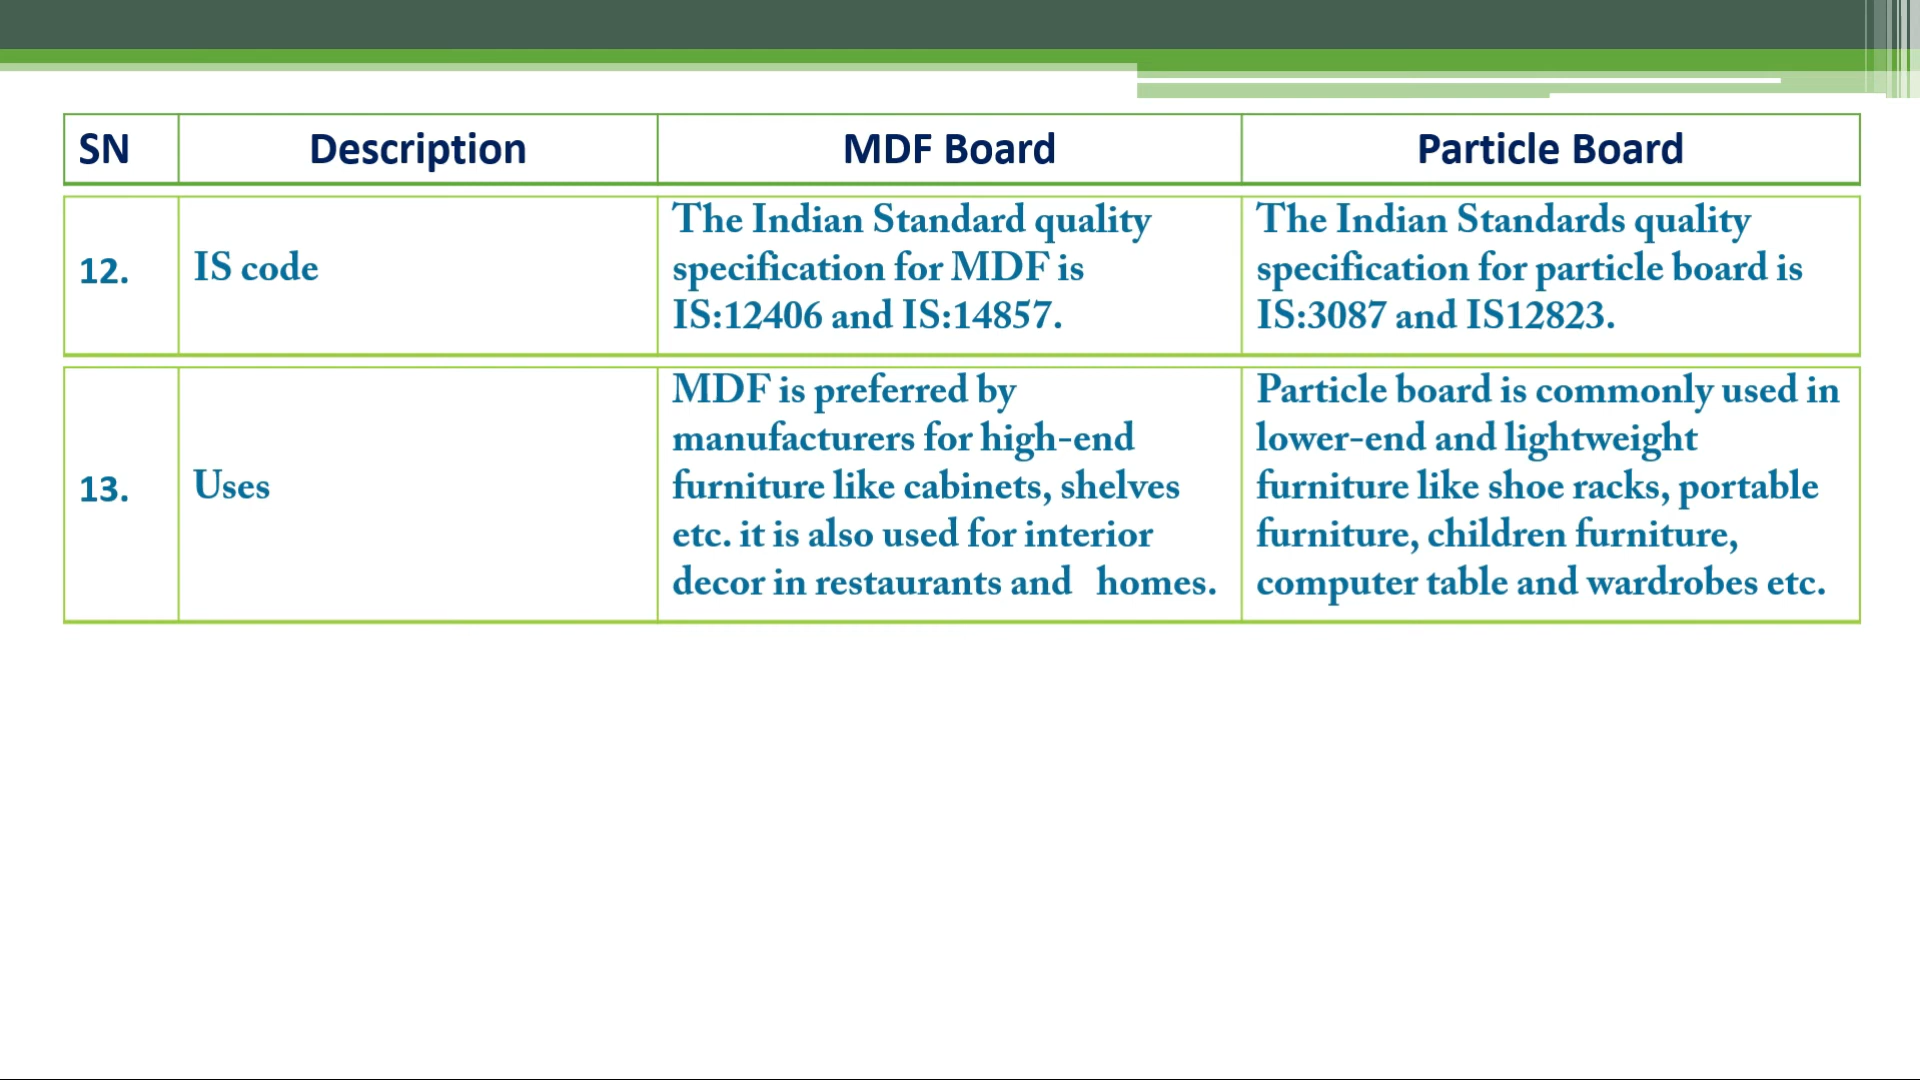 SN Description MDF Board Particle Board
12. IS code
The Indian Standard quality
specification for MDF is
IS:12406 and IS:14857.
The Indian Standards quality
specification for particle board is
IS:3087 and IS12823.
13. Uses
MDF is preferred by
manufacturers for high-end
furniture like cabinets, shelves
etc. it is also used for interior
decor in restaurants and homes.
Particle board is commonly used in
lower-end and lightweight
furniture like shoe racks, portable
furniture, children furniture,
computer table and wardrobes etc.